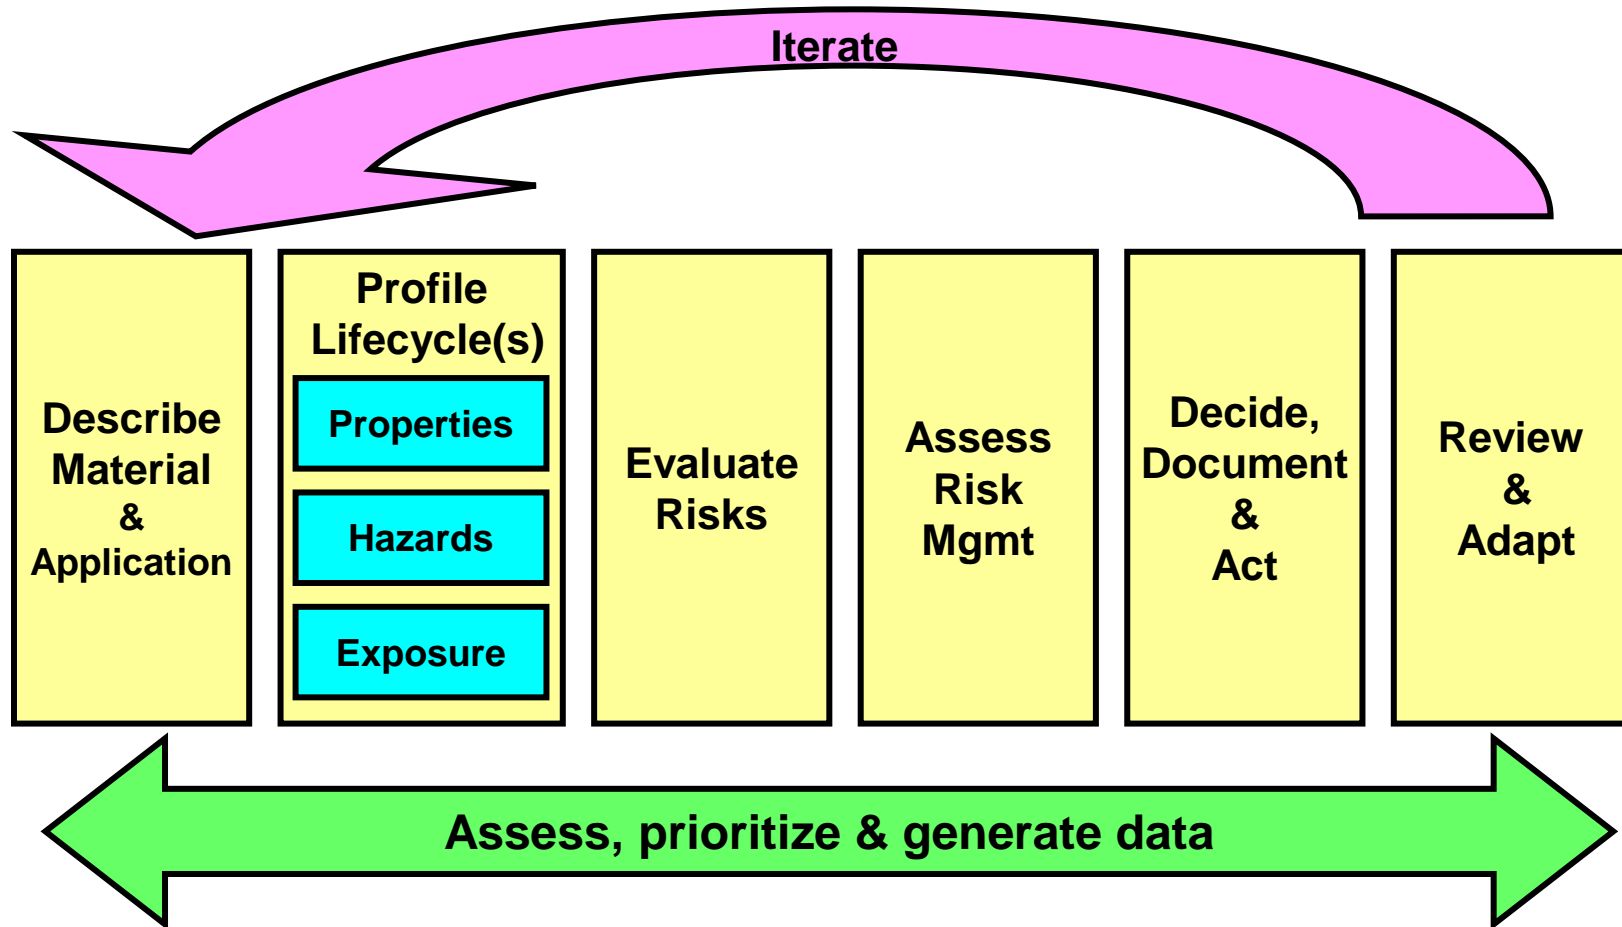 Iterate
Describe
Material
&
Application
Profile
Lifecycle(s)
Properties
Hazards
Exposure
Evaluate
Risks
Assess
Risk
Mgmt
Decide,
Document
&
Act
Review
&
Adapt
Assess, prioritize & generate data